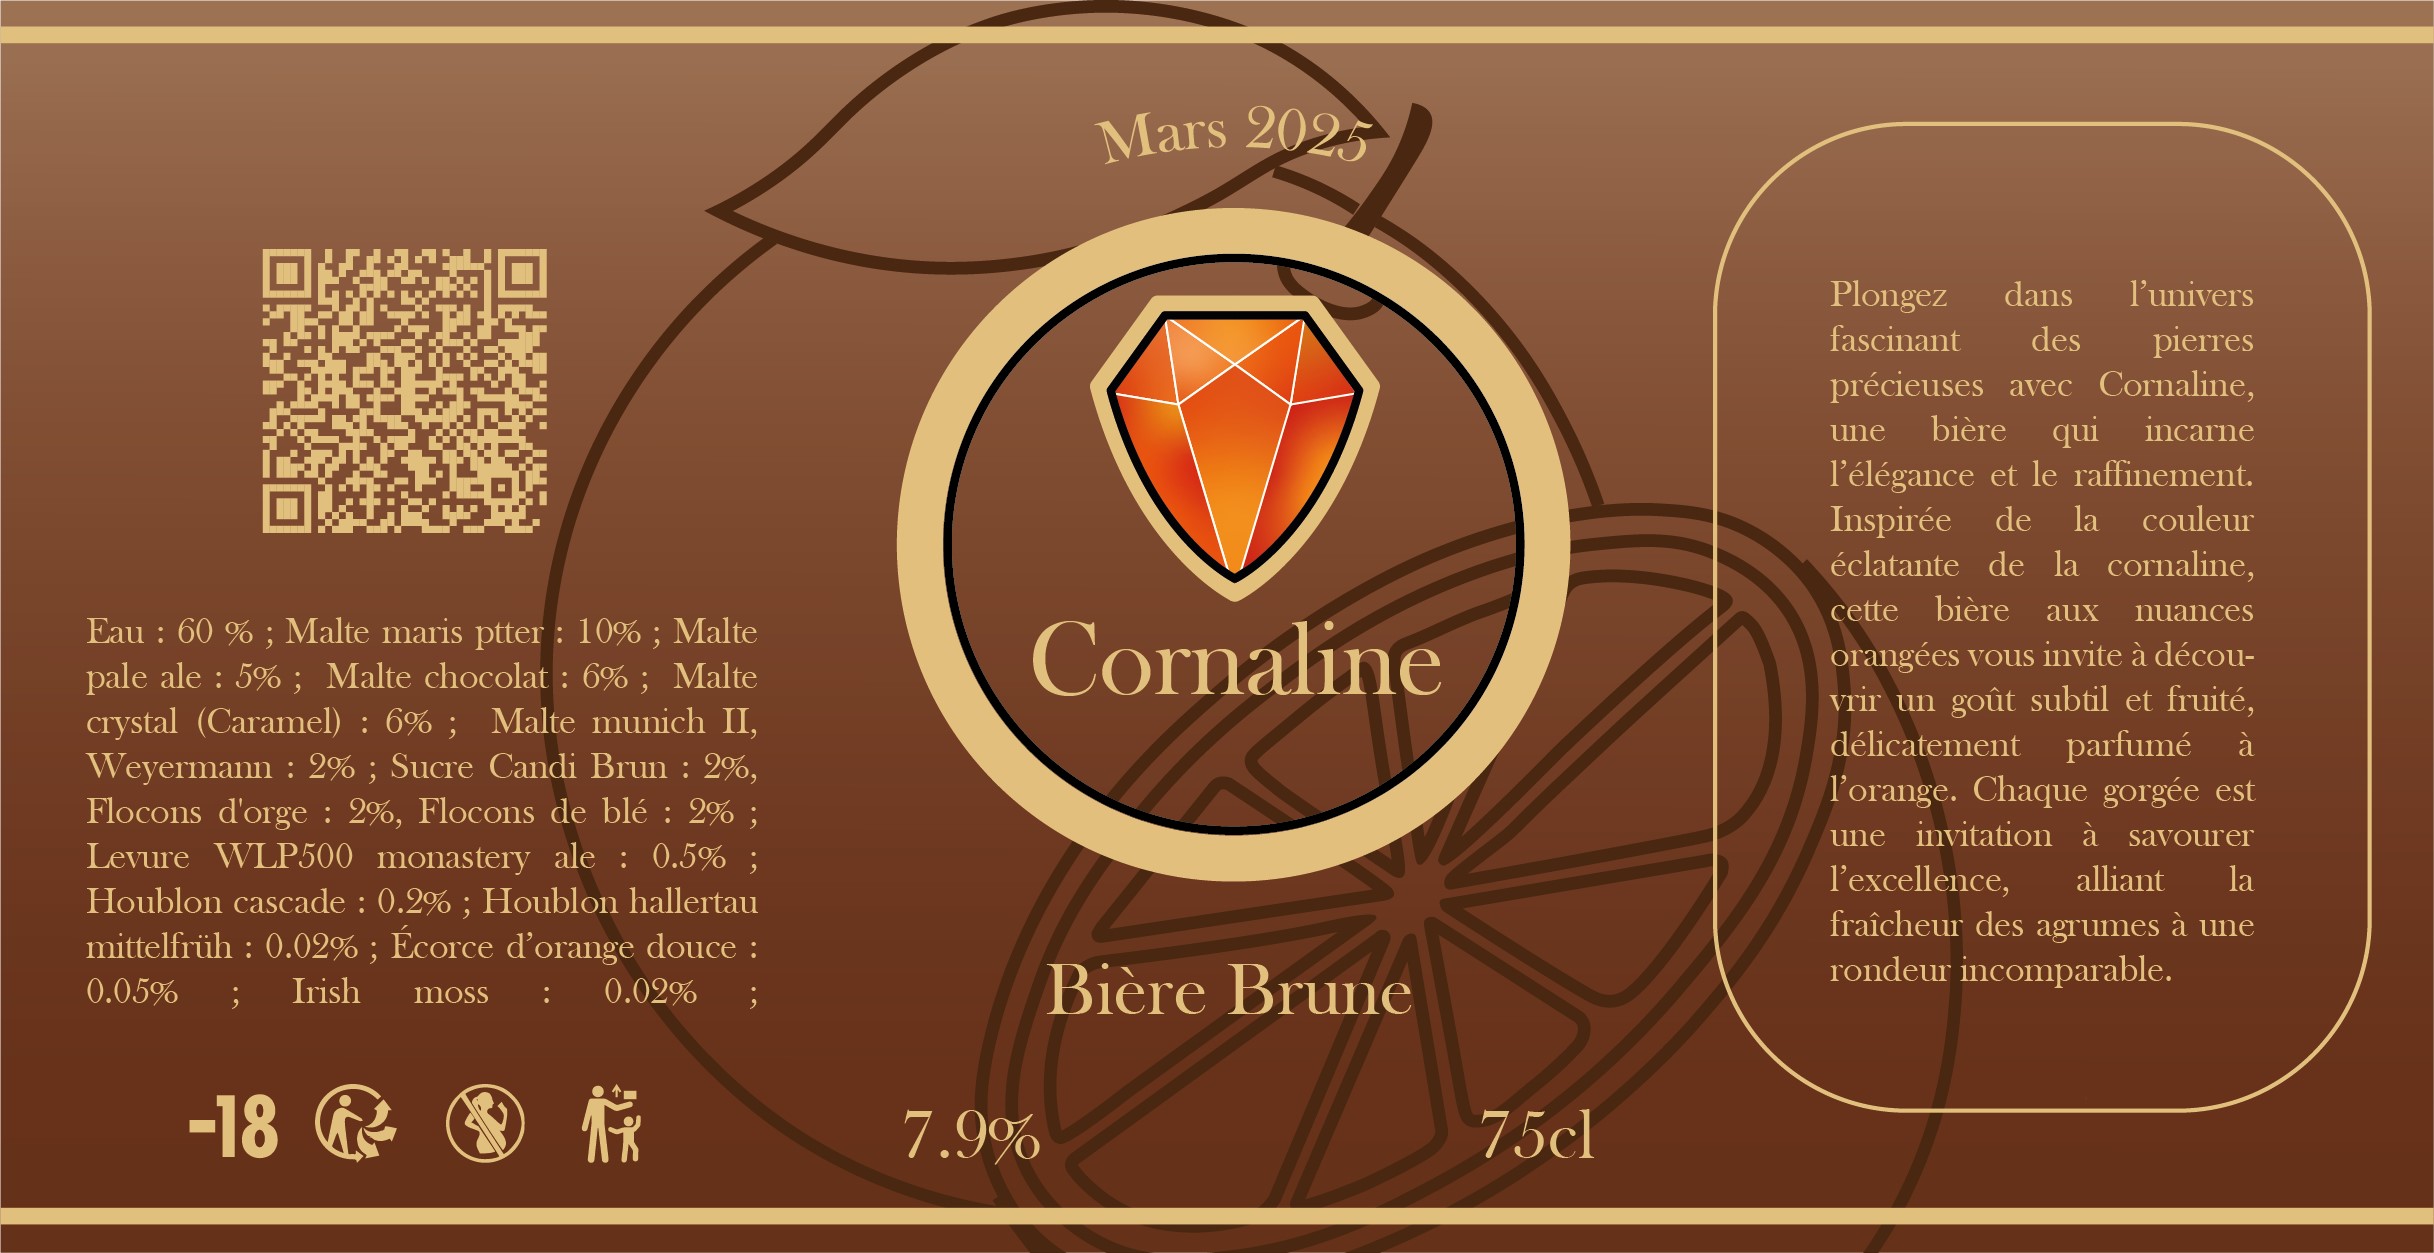 Mars 2025
Eau : 60 % ; Malte maris ptter : 10% ; Malte
pale ale : 5% ; Malte chocolat : 6% ; Malte
crystal (Caramel) : 6% ; Malte munich II,
Weyermann : 2% ; Sucre Candi Brun : 2%,
Flocons d'orge : 2%, Flocons de blé : 2% ;
Levure WLP500 monastery ale : 0.5% ;
Houblon cascade : 0.2% ; Houblon hallertau
mittelfrüh : 0.02% ; Écorce d’orange douce :
0.05% ; Irish moss : 0.02% ;
-18
Cornaline
Bière Brune
7.9%
75cl
Plongez dans l’univers
fascinant des pierres
précieuses avec Cornaline,
une bière qui incarne
l’élégance et le raffinement.
Inspirée de la couleur
éclatante de la cornaline,
cette bière aux nuances
orangées vous invite à décou-
vrir un goût subtil et fruité,
délicatement parfumé à
l’orange. Chaque gorgée est
une invitation à savourer
l’excellence, alliant la
fraîcheur des agrumes à une
rondeur incomparable.